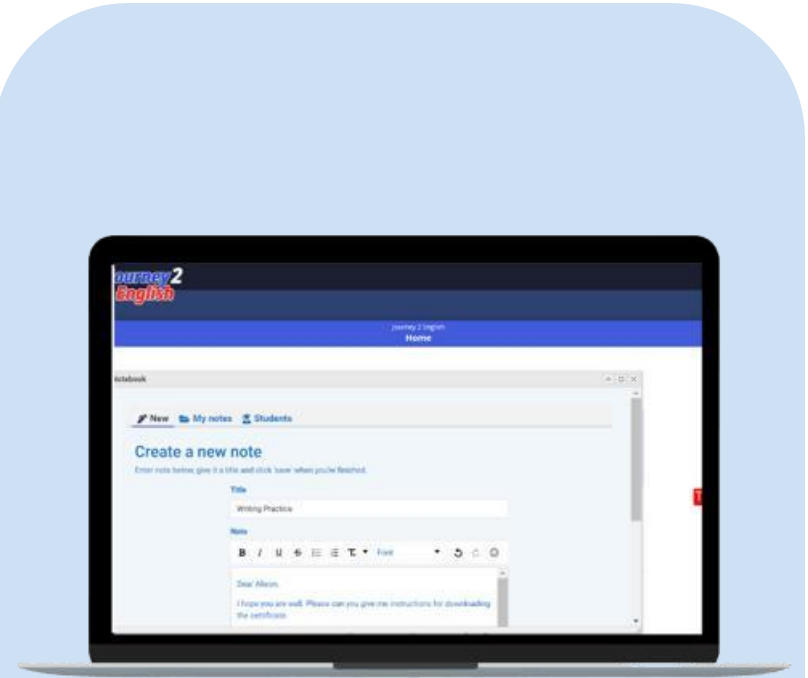 ourney2
English
Journey 2 English
Home
otebook
New My notes Students
Create a new note
Enter note below, give it a title and click 'save' when you're finished.
Title
Writing Practice
Note
B I U S T. Font
Dear Alison,
I hope you are well. Please can you give me instructions for downloading
the certificate.
T